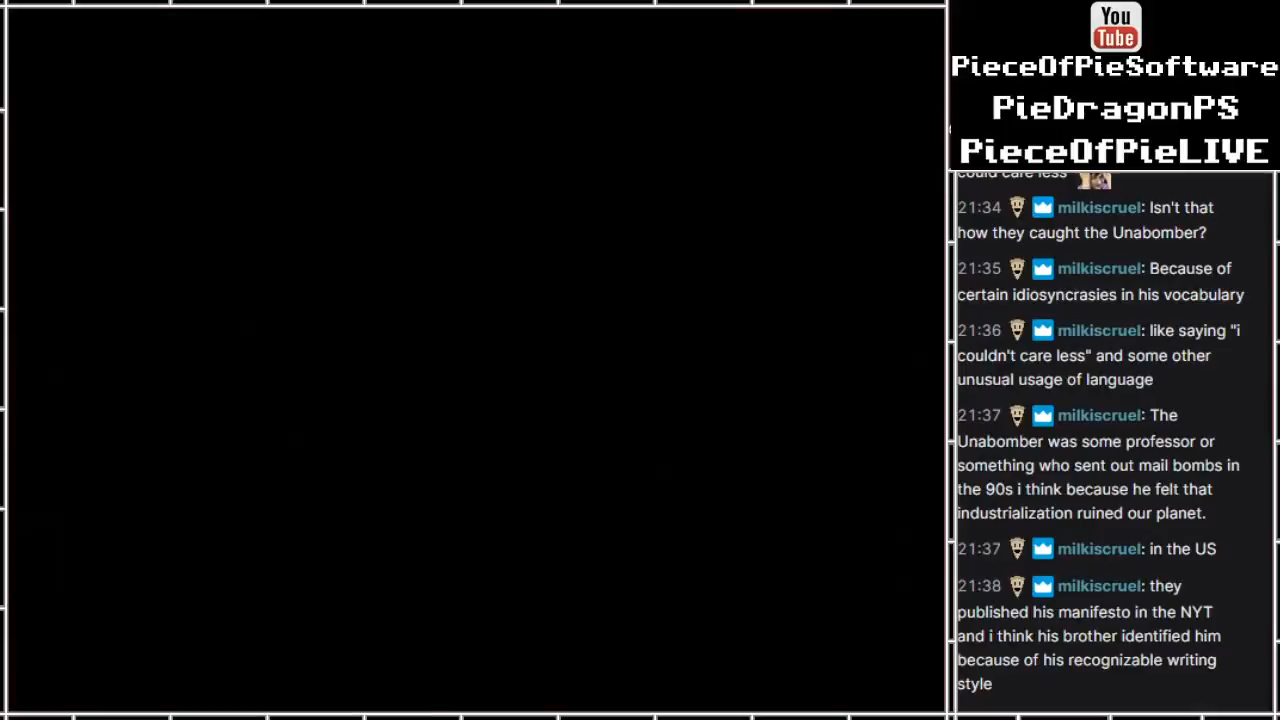 You
Tube
PieceOfPieSoftware
PieDragonPS
PieceOfPieLIVE
could care less
21:34 milkiscruel: Isn't that
how they caught the Unabomber?
21:35 milkiscruel: Because of
certain idiosyncrasies in his vocabulary
21:36 milkiscruel: like saying "i
couldn't care less" and some other
unusual usage of language
21:37 milkiscruel: The
Unabomber was some professor or
something who sent out mail bombs in
the 90s i think because he felt that
industrialization ruined our planet.
21:37 milkiscruel: in the US
21:38 milkiscruel: they
published his manifesto in the NYT
and i think his brother identified him
because of his recognizable writing
style